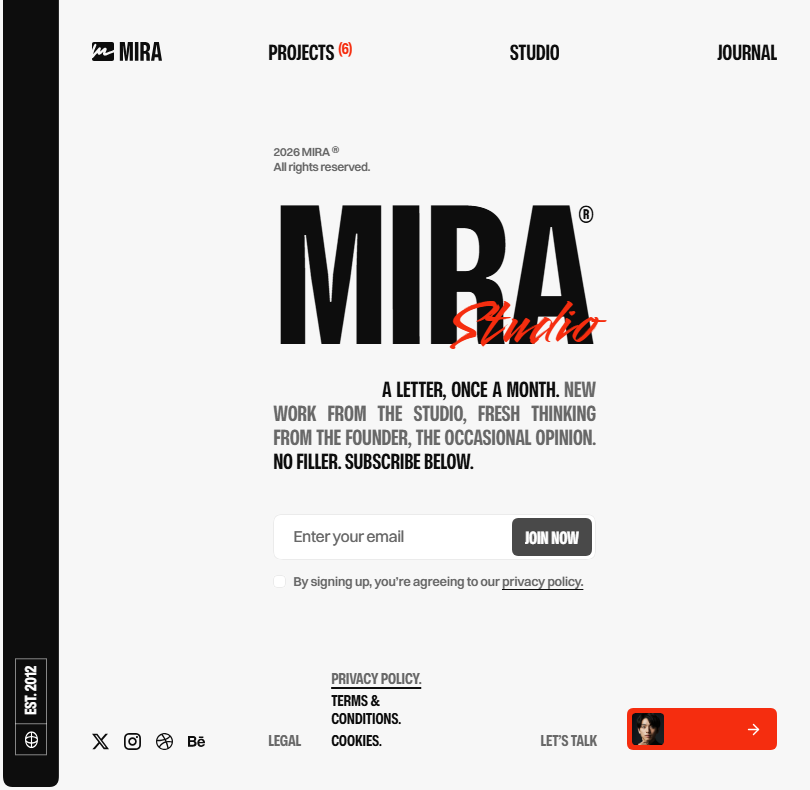 MIRA
PROJECTS (6)
STUDIO
JOURNAL
2026 MIRA ®
All rights reserved.
MIRA®
Studio
A LETTER, ONCE A MONTH. NEW
WORK FROM THE STUDIO, FRESH THINKING
FROM THE FOUNDER, THE OCCASIONAL OPINION.
NO FILLER. SUBSCRIBE BELOW.
Enter your email
JOIN NOW
By signing up, you're agreeing to our privacy policy.
EST. 2012
Bē
LEGAL
PRIVACY POLICY.
TERMS &
CONDITIONS.
COOKIES.
LET'S TALK